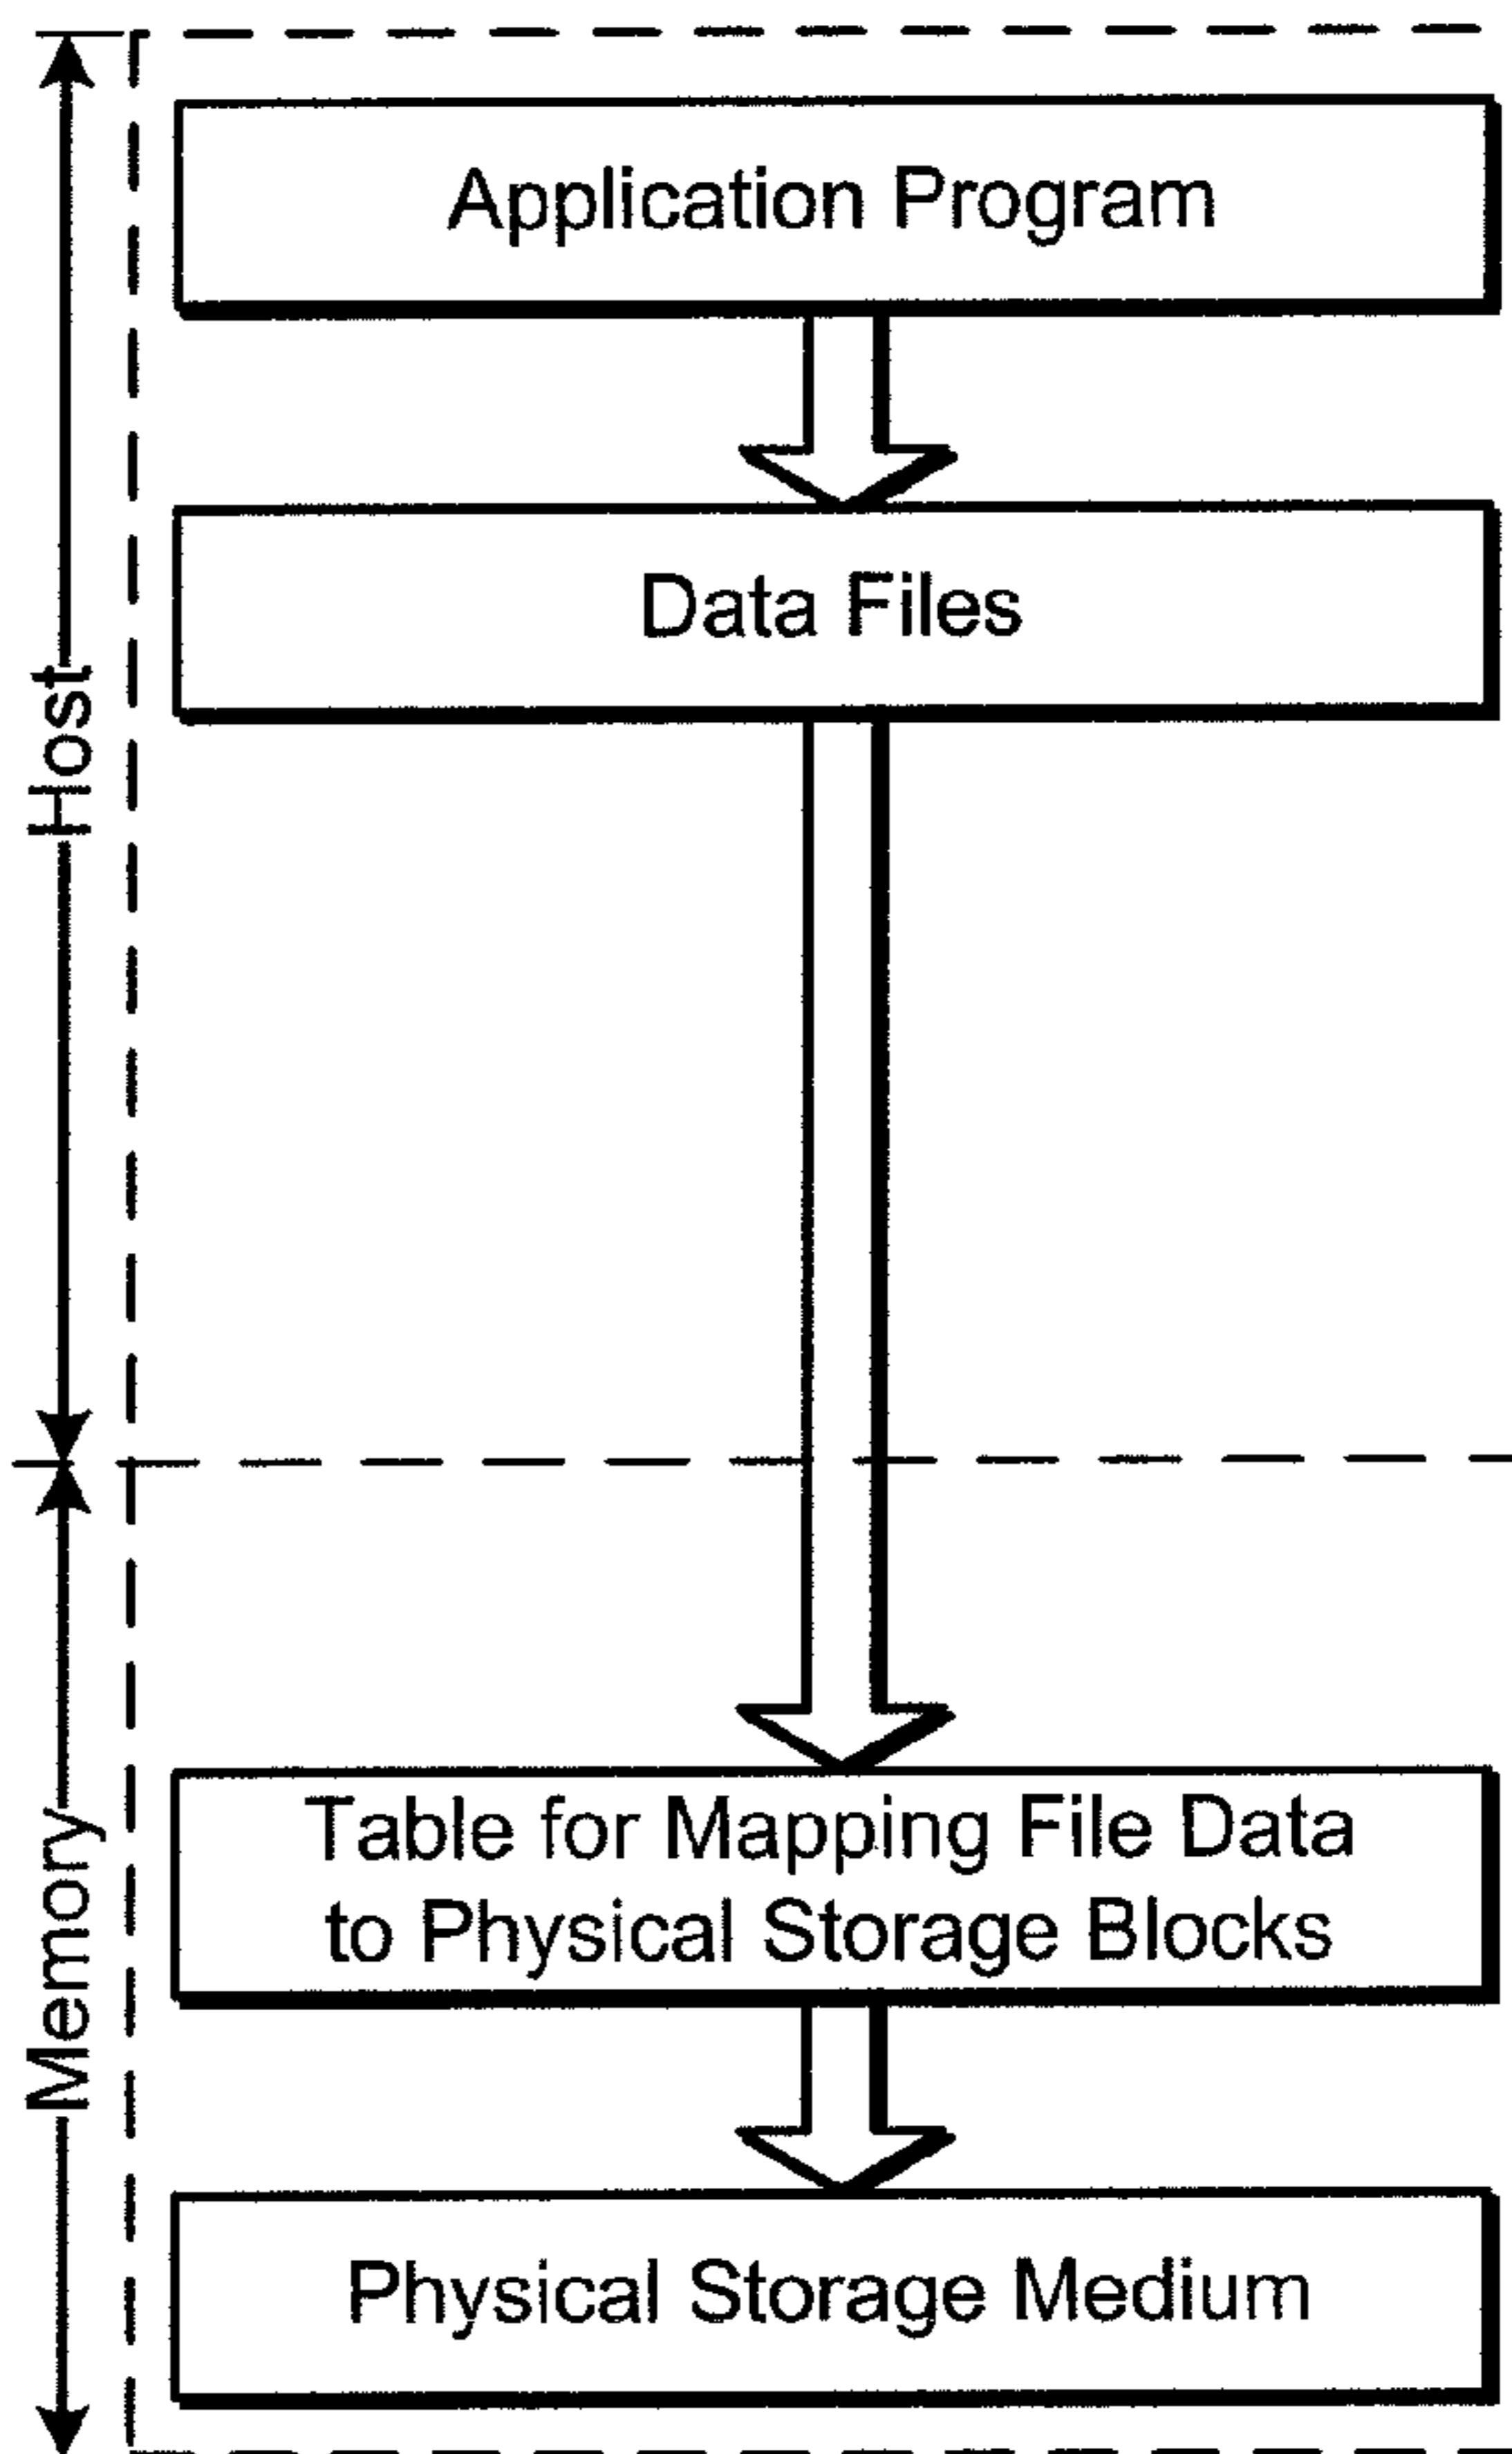 Application Program
Data Files
Host
Table for Mapping File Data
to Physical Storage Blocks
Memory
Physical Storage Medium